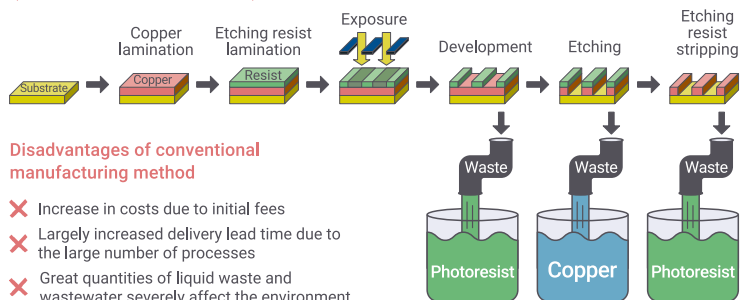 Exposure
Copper
lamination
Etching resist
lamination
Development
Etching
Etching
resist
stripping
Substrate
Copper
Resist
Disadvantages of conventional
manufacturing method
Increase in costs due to initial fees
Largely increased delivery lead time due to
the large number of processes
Great quantities of liquid waste and
wastewater severely affect the environment
Waste
Waste
Waste
Photoresist
Copper
Photoresist